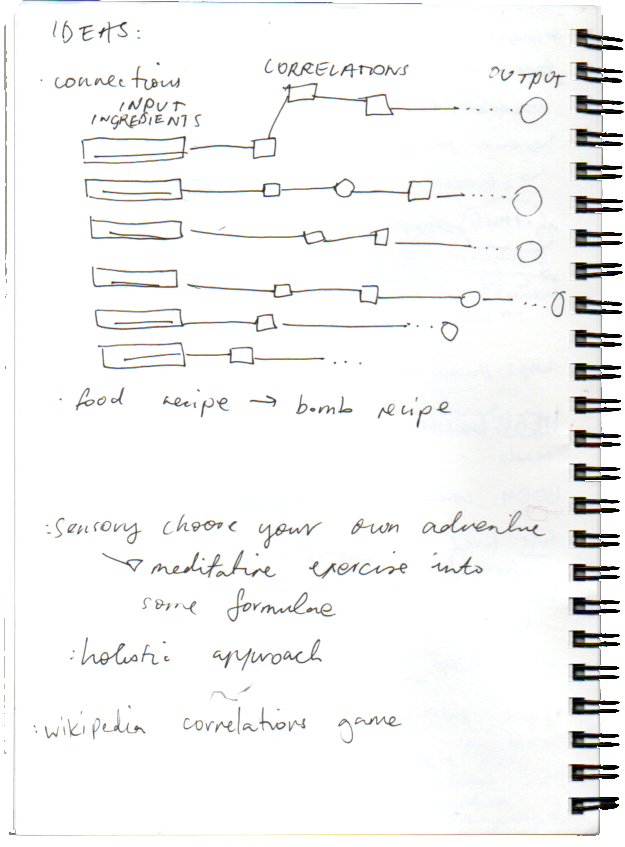 IDEAS:
· connections
CORRELATIONS
OUTPUT
INPUT
INGREDIENTS
· food recipe → bomb recipe
: sensory choose your own adventure
meditative exercise into
some formulae
: holistic approach
: wikipedia correlations game